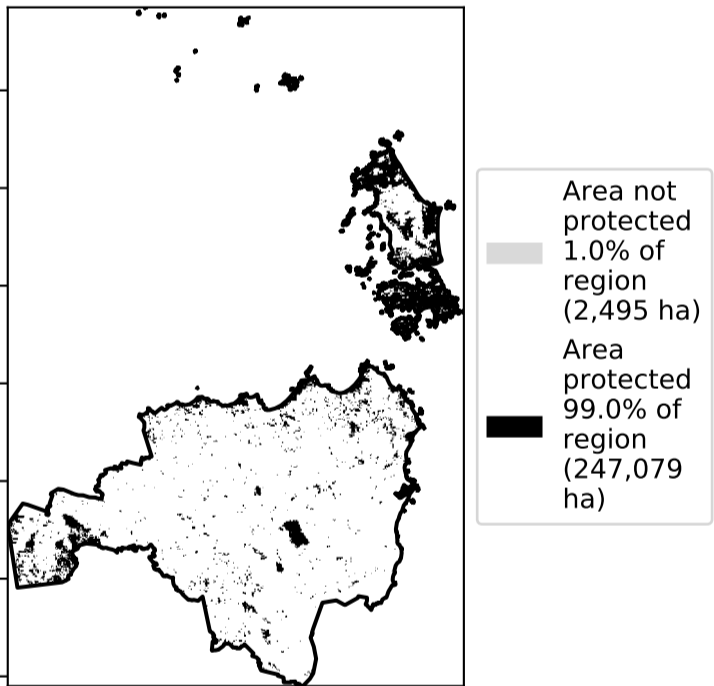 Area not
protected
1.0% of
region
(2,495 ha)
Area
protected
99.0% of
region
(247,079
ha)